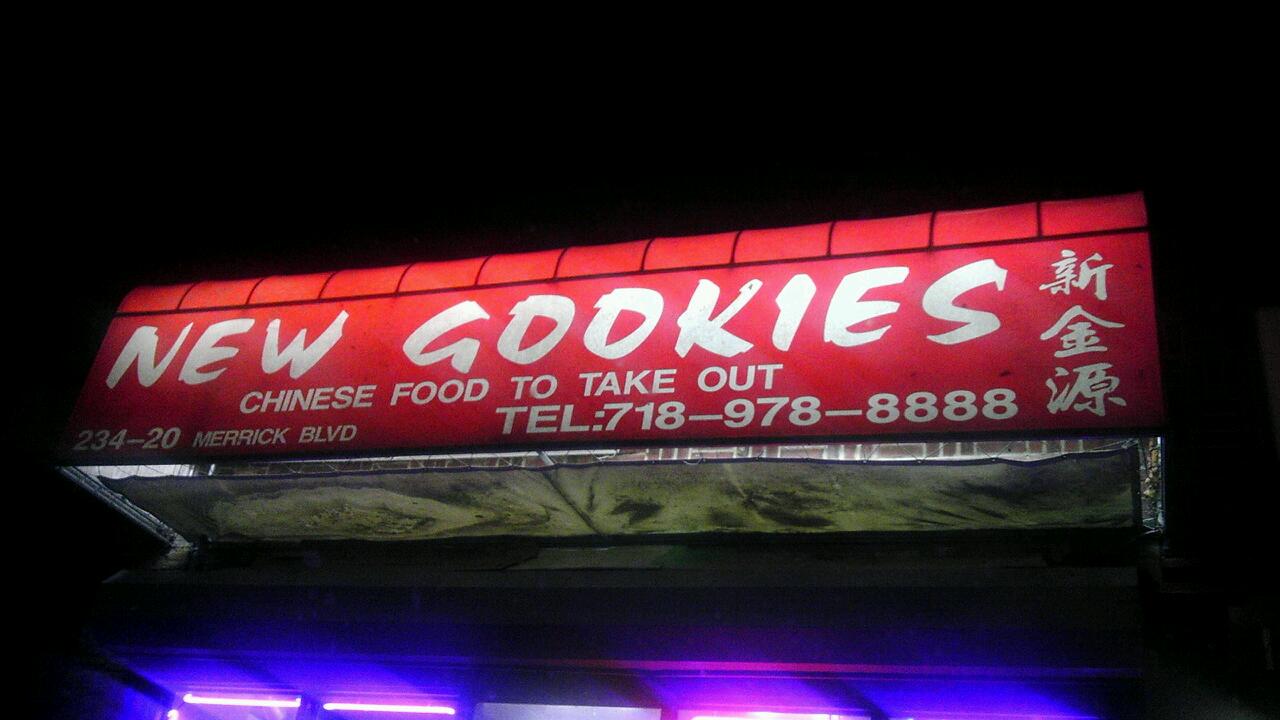 NEW GOOKIES
CHINESE FOOD TO TAKE OUT
TEL:718-978-8888
234-20 MERRICK BLVD
新金源